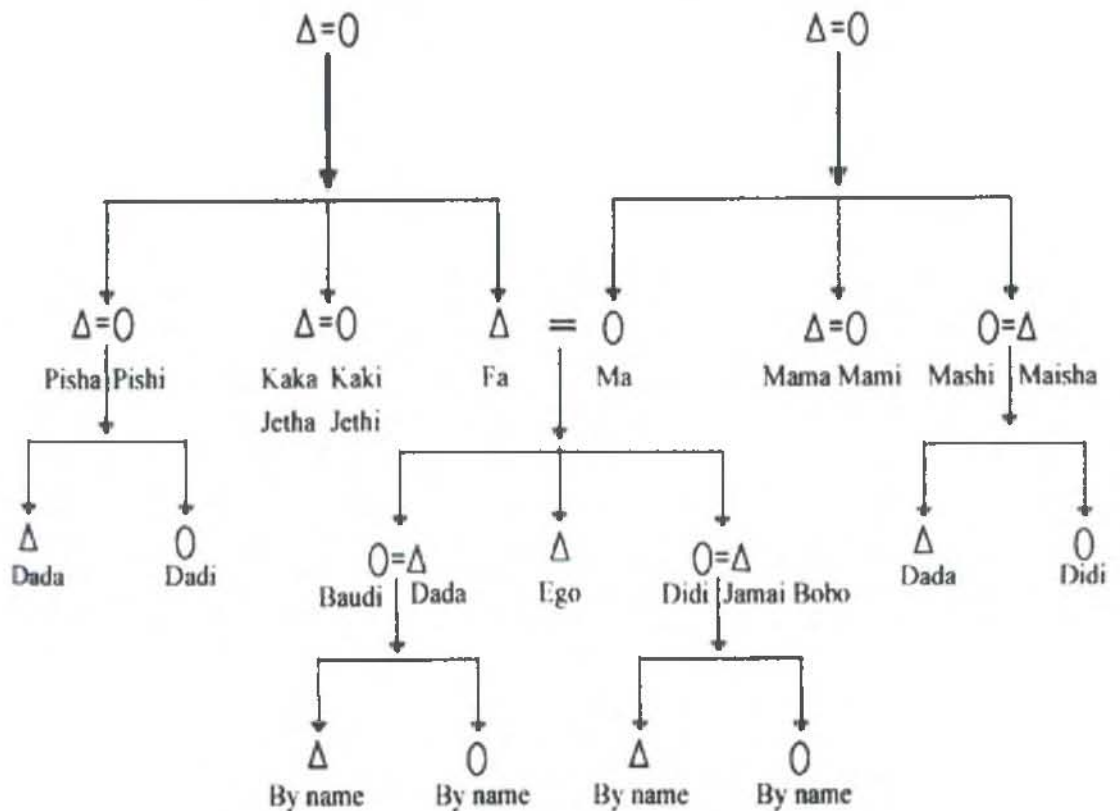 Δ=O Δ=O
Δ=O Δ=O Δ = O Δ=O O=Δ
Pisha Pishi Kaka Kaki Fa Ma Mama Mami Mashi Maisha
Jetha Jethi
Δ O O=Δ Δ O=Δ Δ O
Dada Dadi Baudi Dada Ego Didi Jamai Bobo Dada Didi
Δ O Δ O
By name By name By name By name